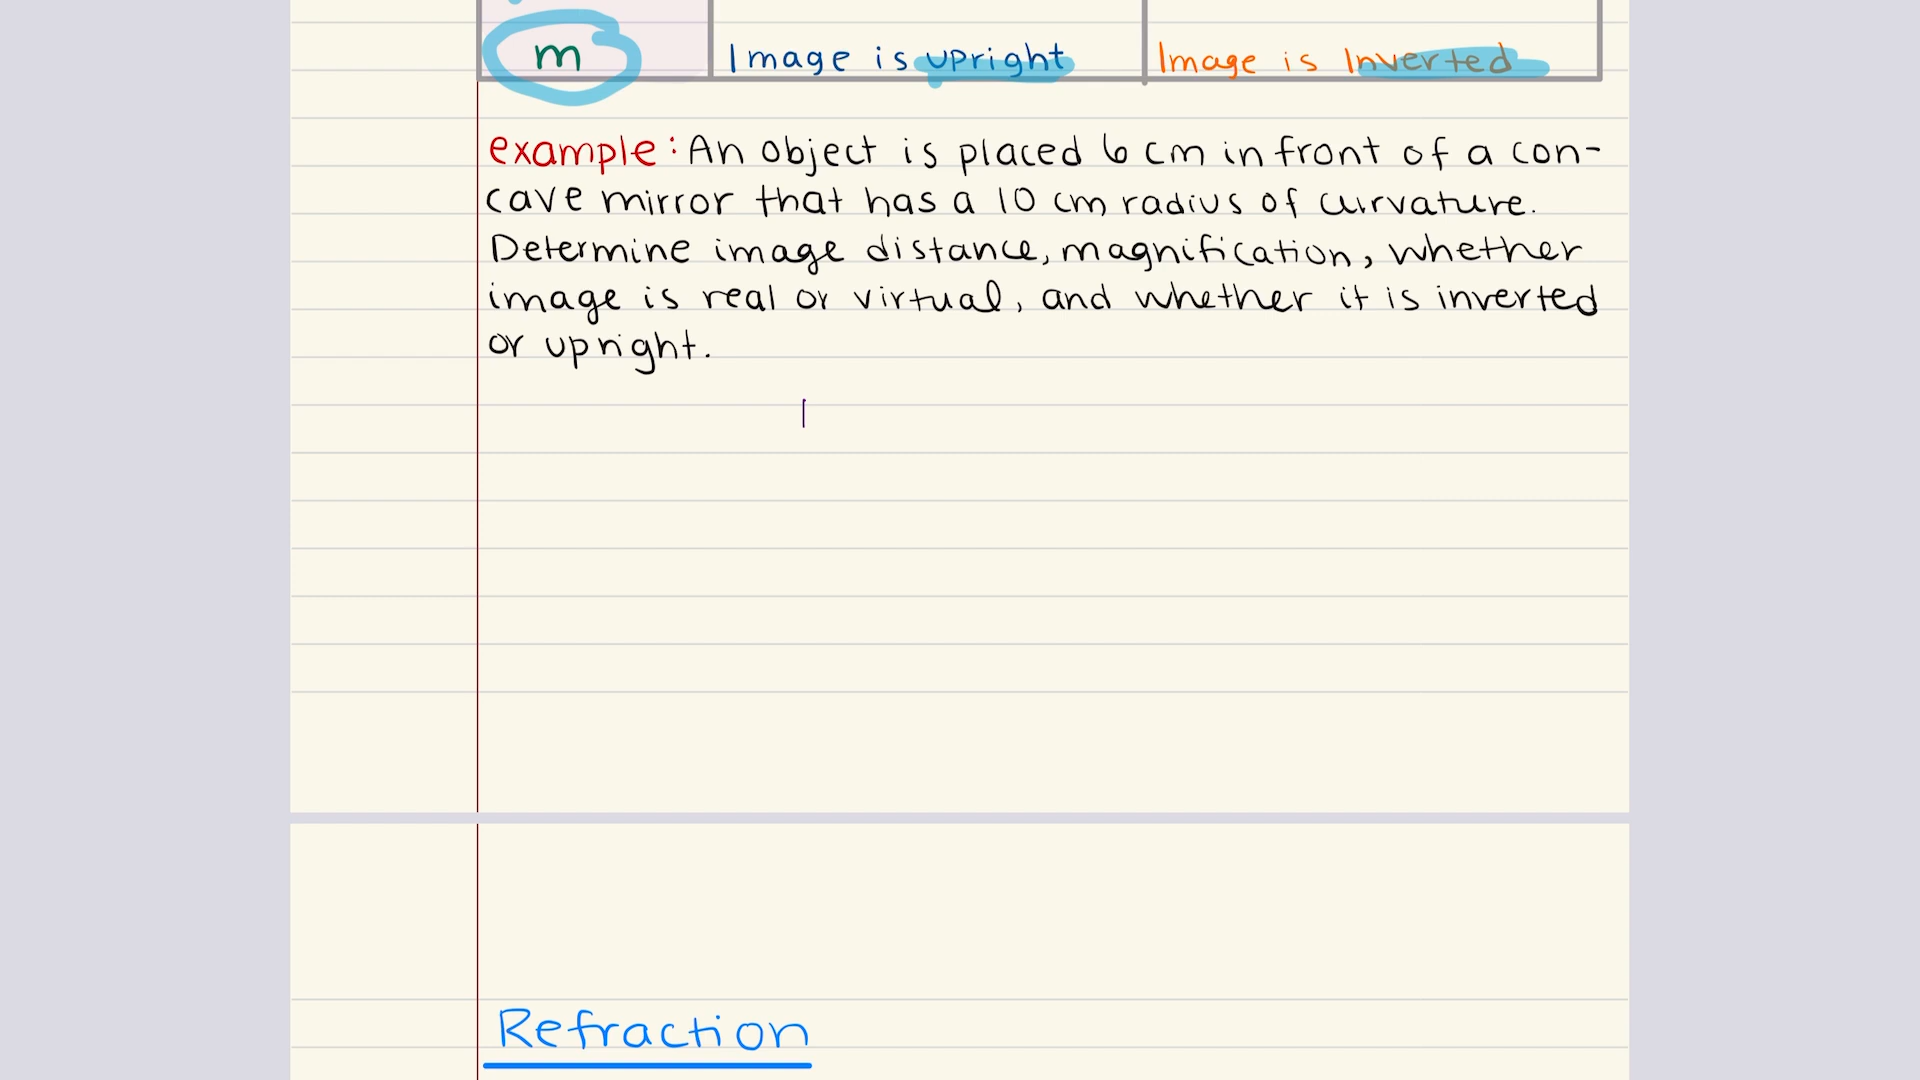 m Image is upright Image is Inverted
example: An object is placed 6 cm in front of a con-
cave mirror that has a 10 cm radius of curvature.
Determine image distance, magnification, whether
image is real or virtual, and whether it is inverted
or upright.
Refraction